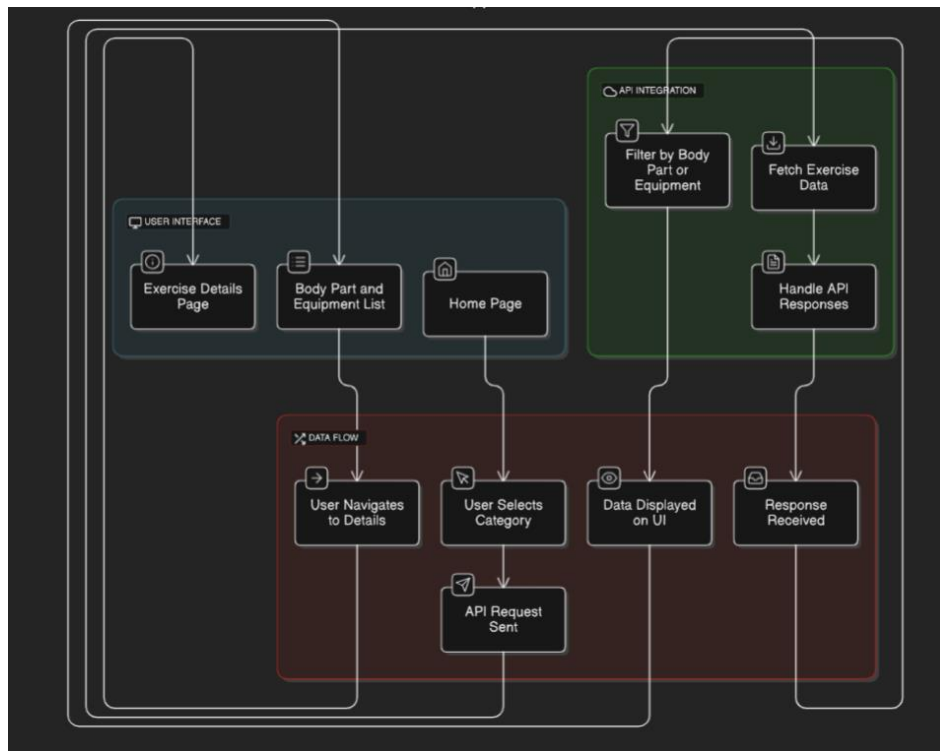 API INTEGRATION
Filter by Body
Part or
Equipment
Fetch Exercise
Data
USER INTERFACE
Exercise Details
Page
Body Part and
Equipment List
Home Page
Handle API
Responses
DATA FLOW
User Navigates
to Details
User Selects
Category
Data Displayed
on UI
Response
Received
API Request
Sent